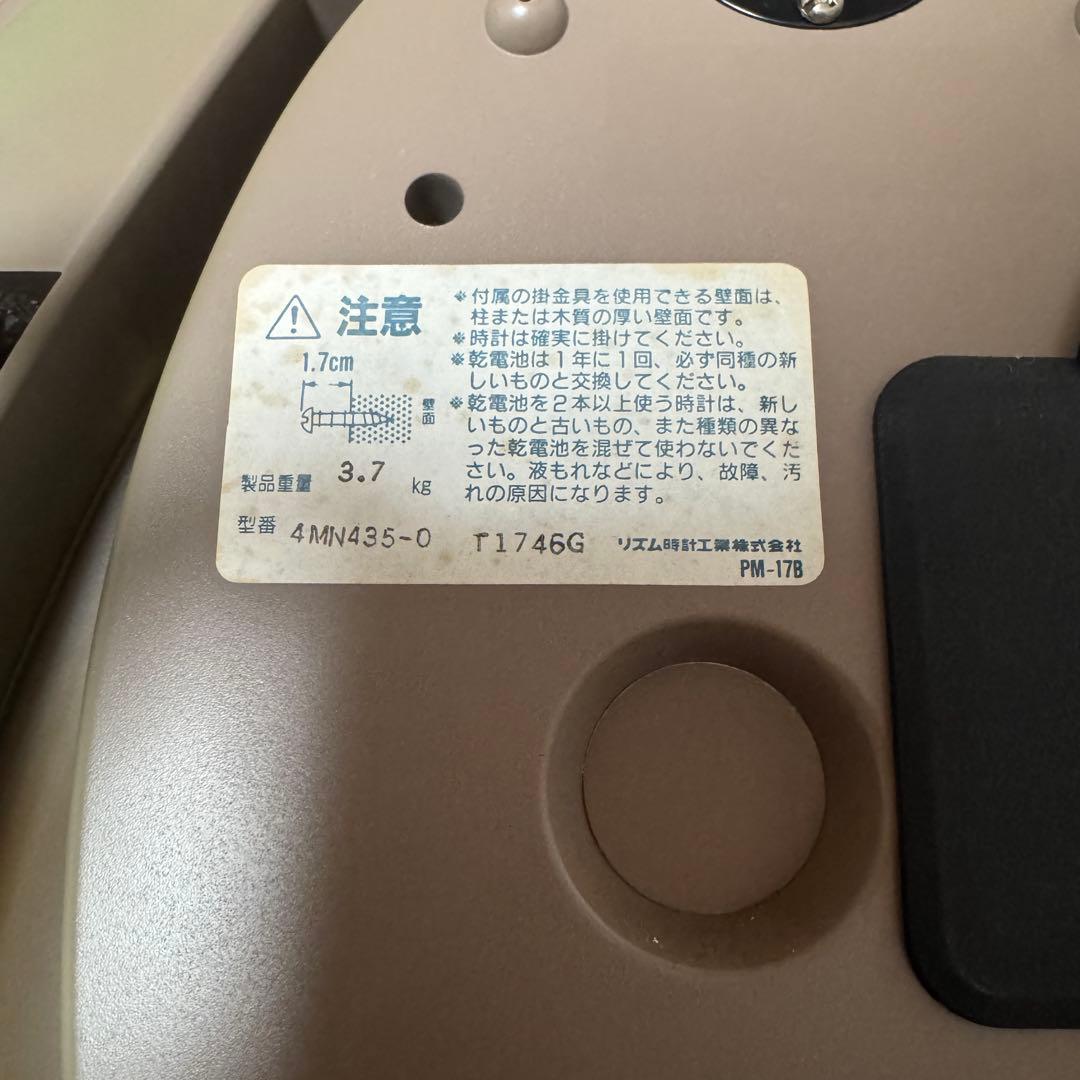 注意
1.7cm
壁面
製品重量 3.7 kg
※付属の掛金具を使用できる壁面は、
柱または木質の厚い壁面です。
※時計は確実に掛けてください。
※乾電池は1年に1回、必ず同種の新
しいものと交換してください。
※乾電池を2本以上使う時計は、新し
いものと古いもの、また種類の異な
った乾電池を混ぜて使わないでくだ
さい。液もれなどにより、故障、汚
れの原因になります。
型番 4MN435-0 T1746G リズム時計工業株式会社
PM-17B